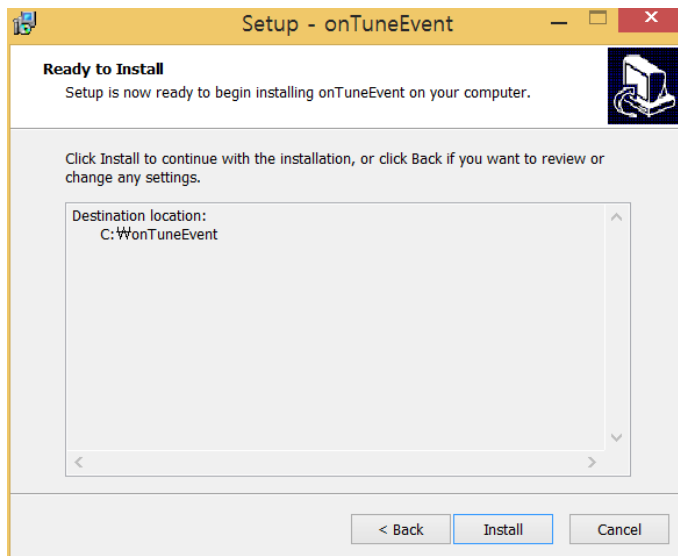 Setup - onTuneEvent
Ready to Install
Setup is now ready to begin installing onTuneEvent on your computer.
Click Install to continue with the installation, or click Back if you want to review or
change any settings.
Destination location:
C:₩onTuneEvent
< Back
Install
Cancel